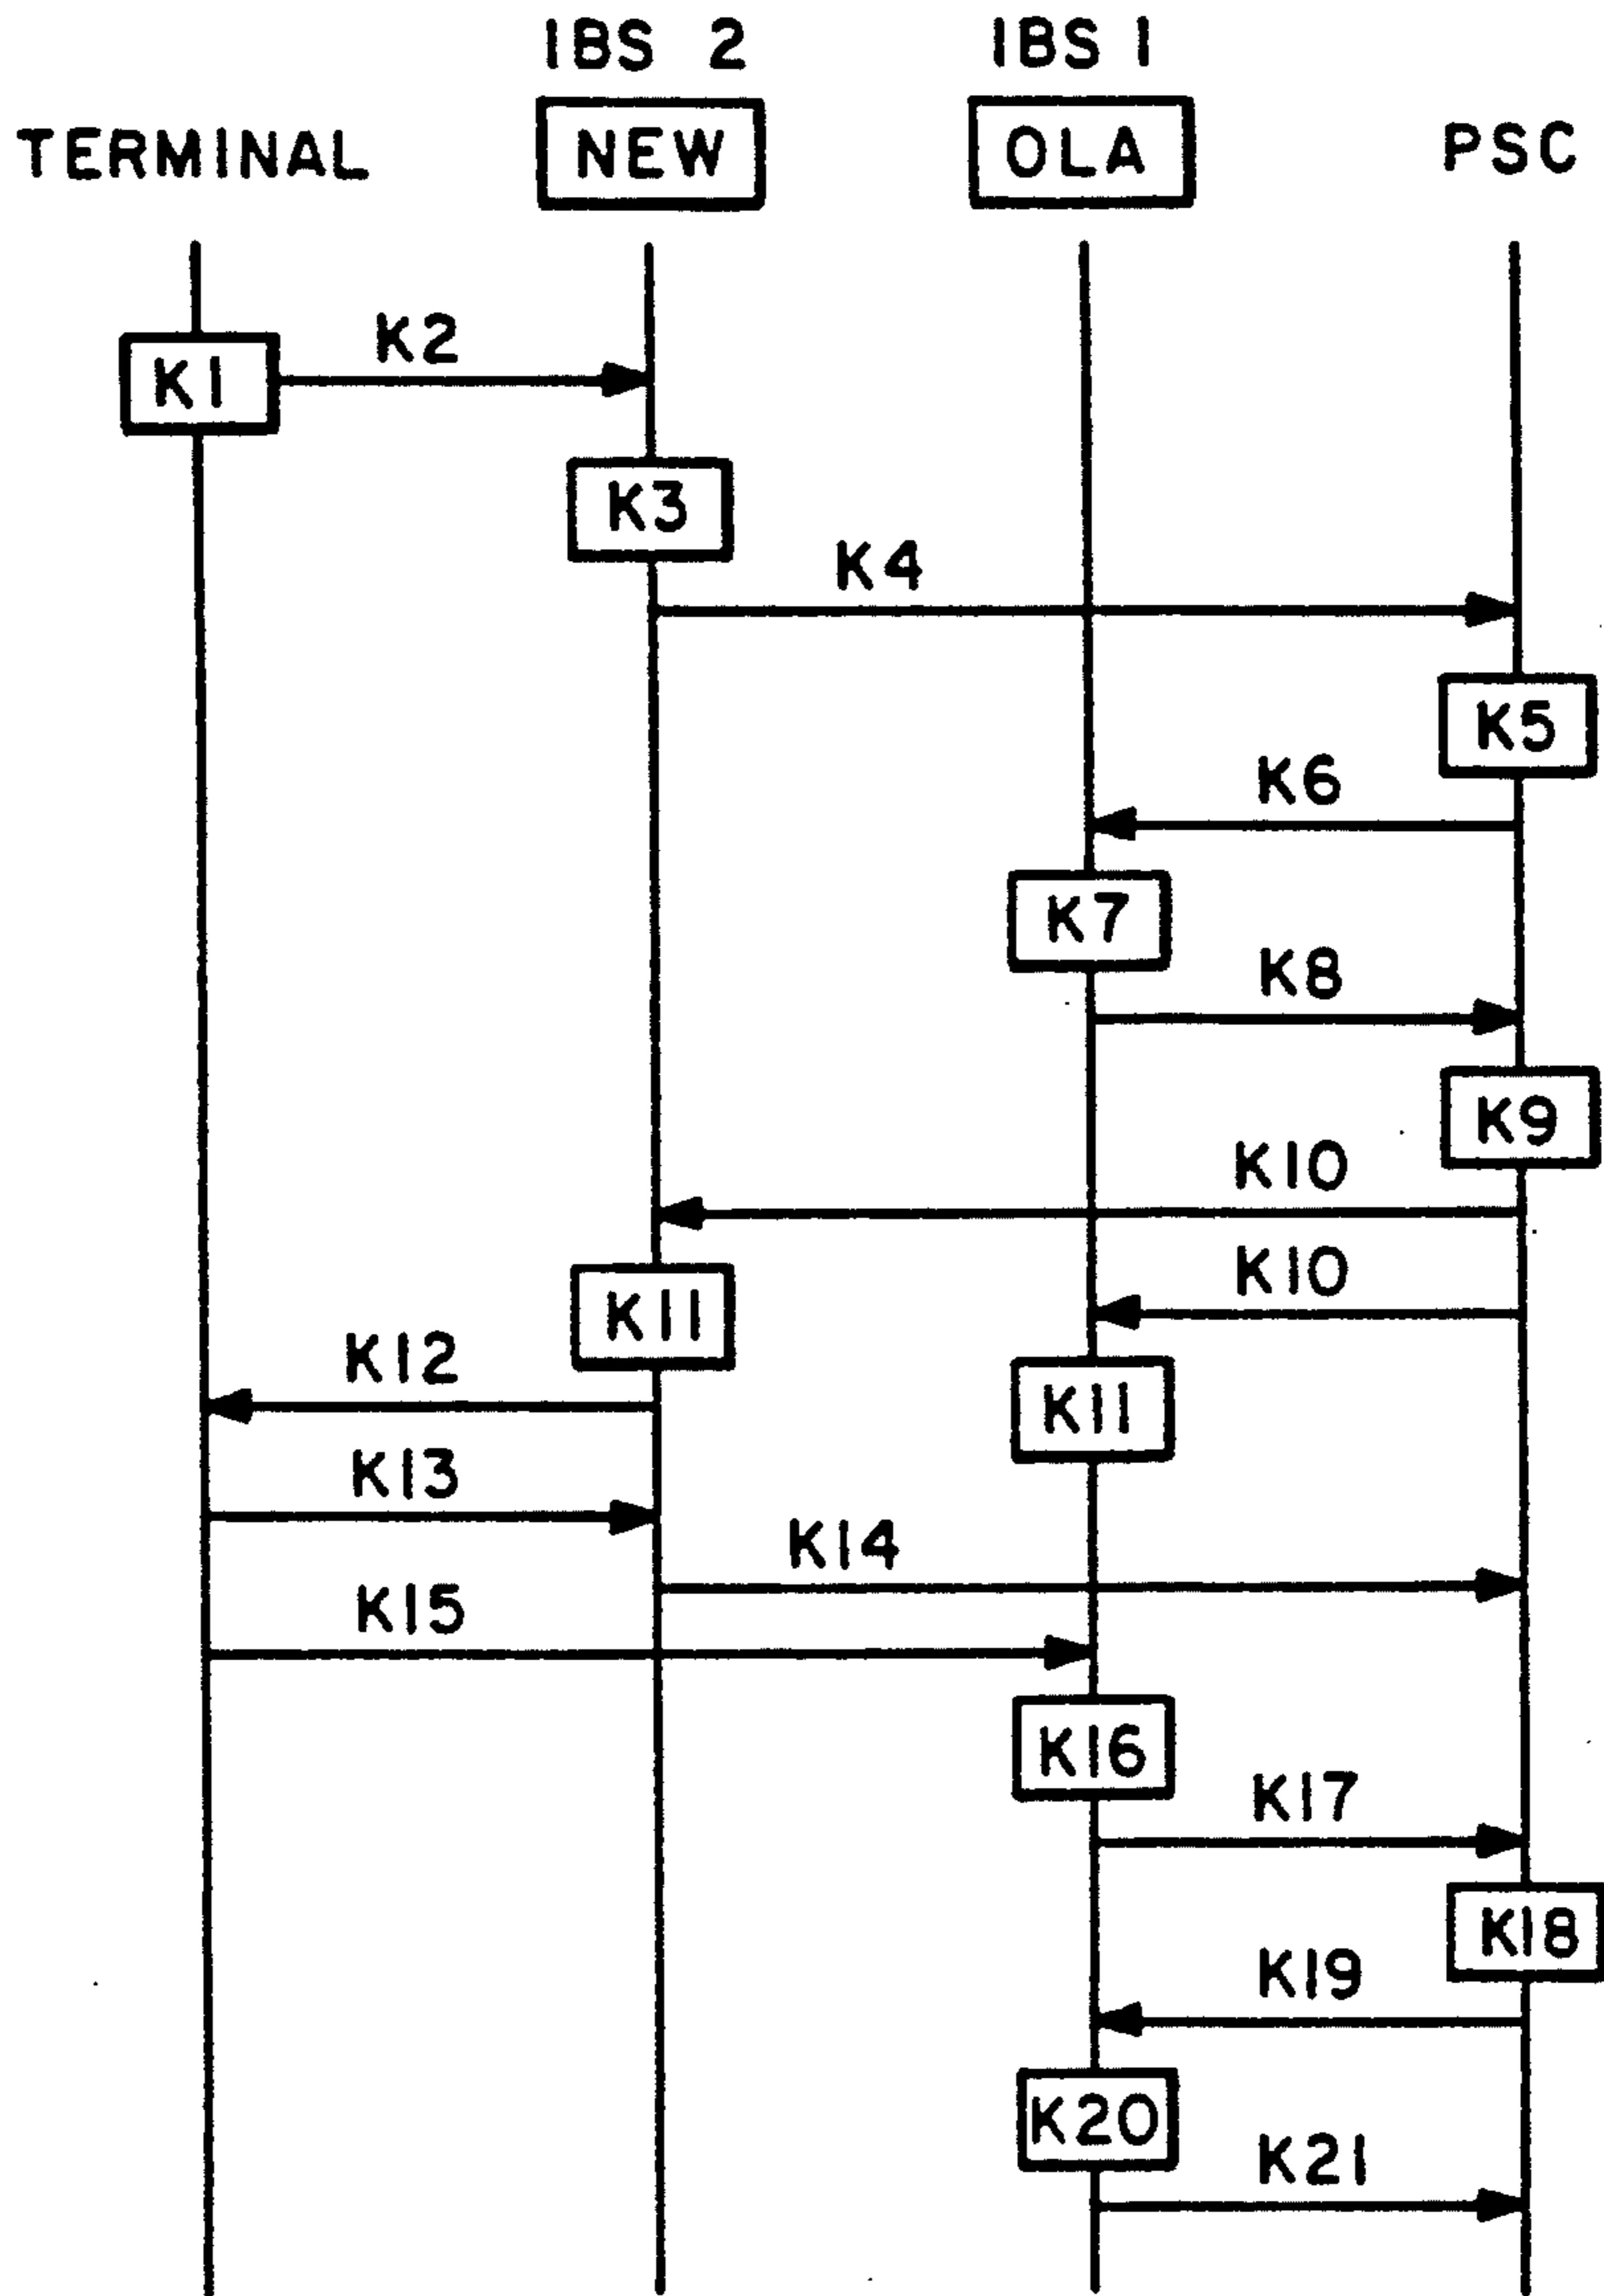 IBS 2
IBS 1
TERMINAL
NEW
OLA
PSC
K2
K1
K3
K4
K5
K6
K7
K8
K9
K10
K10
K11
K12
K11
K13
K14
K15
K16
K17
K18
K19
K20
K21